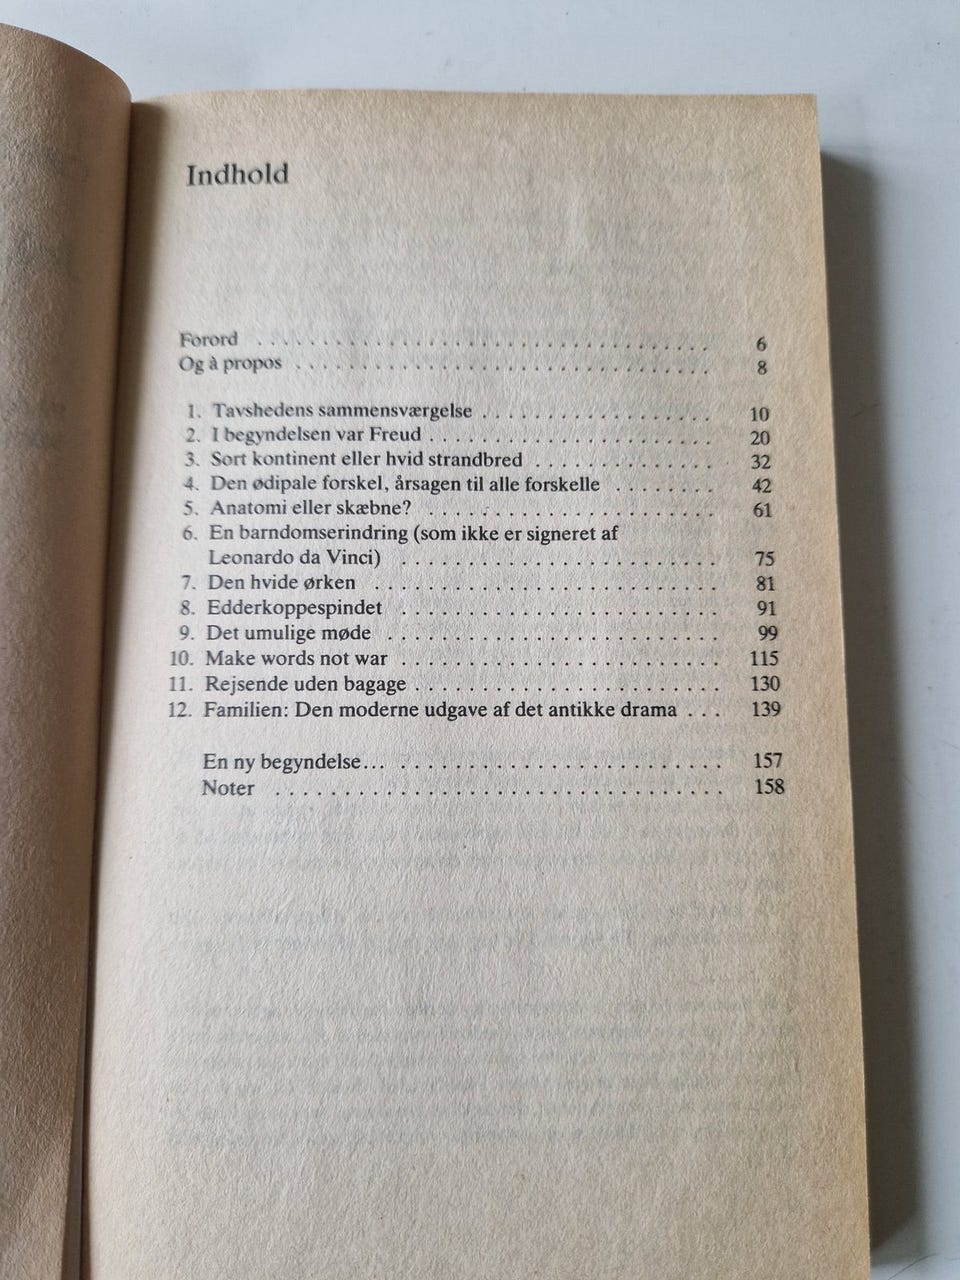 Indhold
Forord . . . . . . . . . . . . . . . . . . . . . . . . . . . . . . . . . . 6
Og à propos . . . . . . . . . . . . . . . . . . . . . . . . . . . . . . . 8
1. Tavshedens sammensværgelse . . . . . . . . . . . . . . . . . 10
2. I begyndelsen var Freud . . . . . . . . . . . . . . . . . . . . . 20
3. Sort kontinent eller hvid strandbred . . . . . . . . . . . . . . 32
4. Den ødipale forskel, årsagen til alle forskelle . . . . . . . . 42
5. Anatomi eller skæbne? . . . . . . . . . . . . . . . . . . . . . 61
6. En barndomserindring (som ikke er signeret af
Leonardo da Vinci) . . . . . . . . . . . . . . . . . . . . . . . . 75
7. Den hvide ørken . . . . . . . . . . . . . . . . . . . . . . . . . . 81
8. Edderkoppespindet . . . . . . . . . . . . . . . . . . . . . . . . 91
9. Det umulige møde . . . . . . . . . . . . . . . . . . . . . . . . . 99
10. Make words not war . . . . . . . . . . . . . . . . . . . . . . . . 115
11. Rejsende uden bagage . . . . . . . . . . . . . . . . . . . . . . . 130
12. Familien: Den moderne udgave af det antikke drama . . . 139
En ny begyndelse... . . . . . . . . . . . . . . . . . . . . . . . . . 157
Noter . . . . . . . . . . . . . . . . . . . . . . . . . . . . . . . . . 158